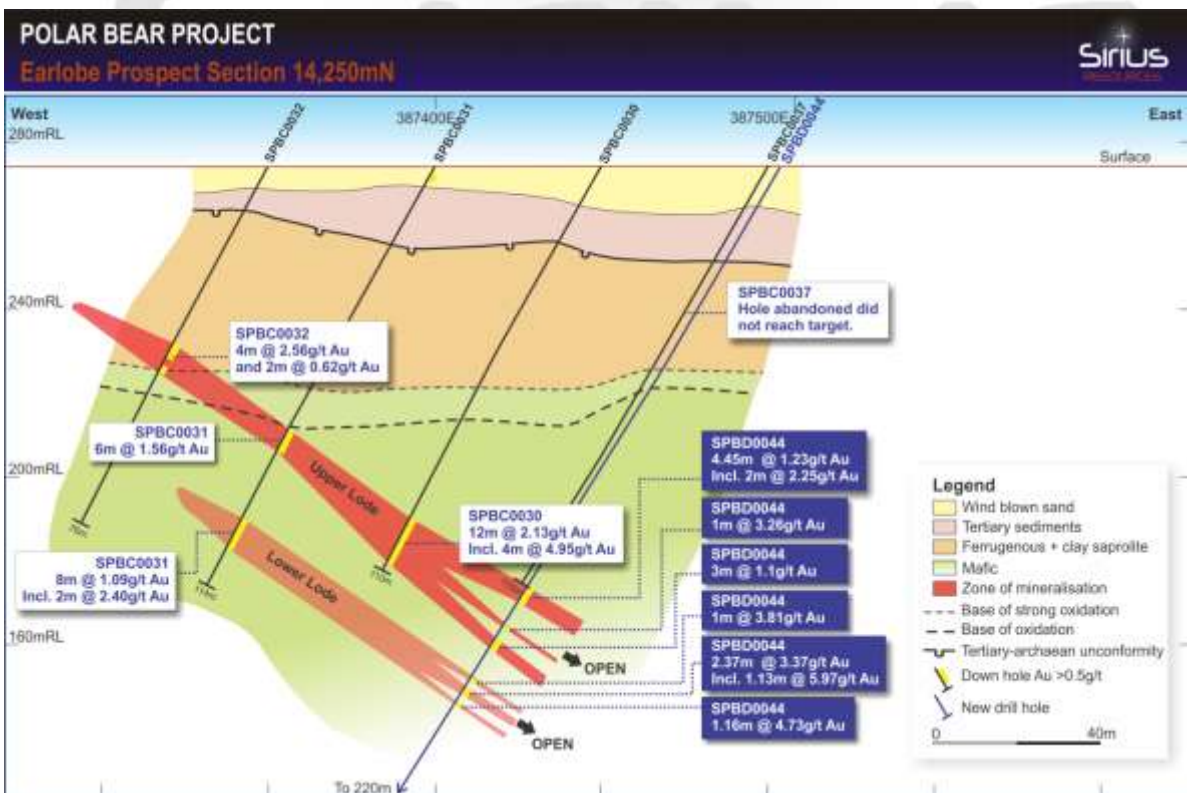 POLAR BEAR PROJECT
Earlobe Prospect Section 14,250mN
Sirius
RESOURCES
West
East
280mRL
SPBC0032
387400E
SPBC0031
SPBC0030
387500E
SPBC0037
SPBD0044
Surface
240mRL
SPBC0037
Hole abandoned did
not reach target.
SPBC0032
4m @ 2.56g/t Au
and 2m @ 0.62g/t Au
SPBC0031
6m @ 1.56g/t Au
200mRL
Upper Lode
SPBD0044
4.45m @ 1.23g/t Au
Incl. 2m @ 2.25g/t Au
SPBD0044
1m @ 3.26g/t Au
SPBC0030
12m @ 2.13g/t Au
Incl. 4m @ 4.95g/t Au
SPBC0031
8m @ 1.09g/t Au
Incl. 2m @ 2.40g/t Au
Lower Lode
110m
SPBD0044
3m @ 1.1g/t Au
SPBD0044
1m @ 3.81g/t Au
160mRL
SPBD0044
2.37m @ 3.37g/t Au
Incl. 1.13m @ 5.97g/t Au
SPBD0044
1.16m @ 4.73g/t Au
OPEN
OPEN
To 220m
Legend
Wind blown sand
Tertiary sediments
Ferrugenous + clay saprolite
Mafic
Zone of mineralisation
Base of strong oxidation
Base of oxidation
Tertiary-archaean unconformity
Down hole Au >0.5g/t
New drill hole
0
40m